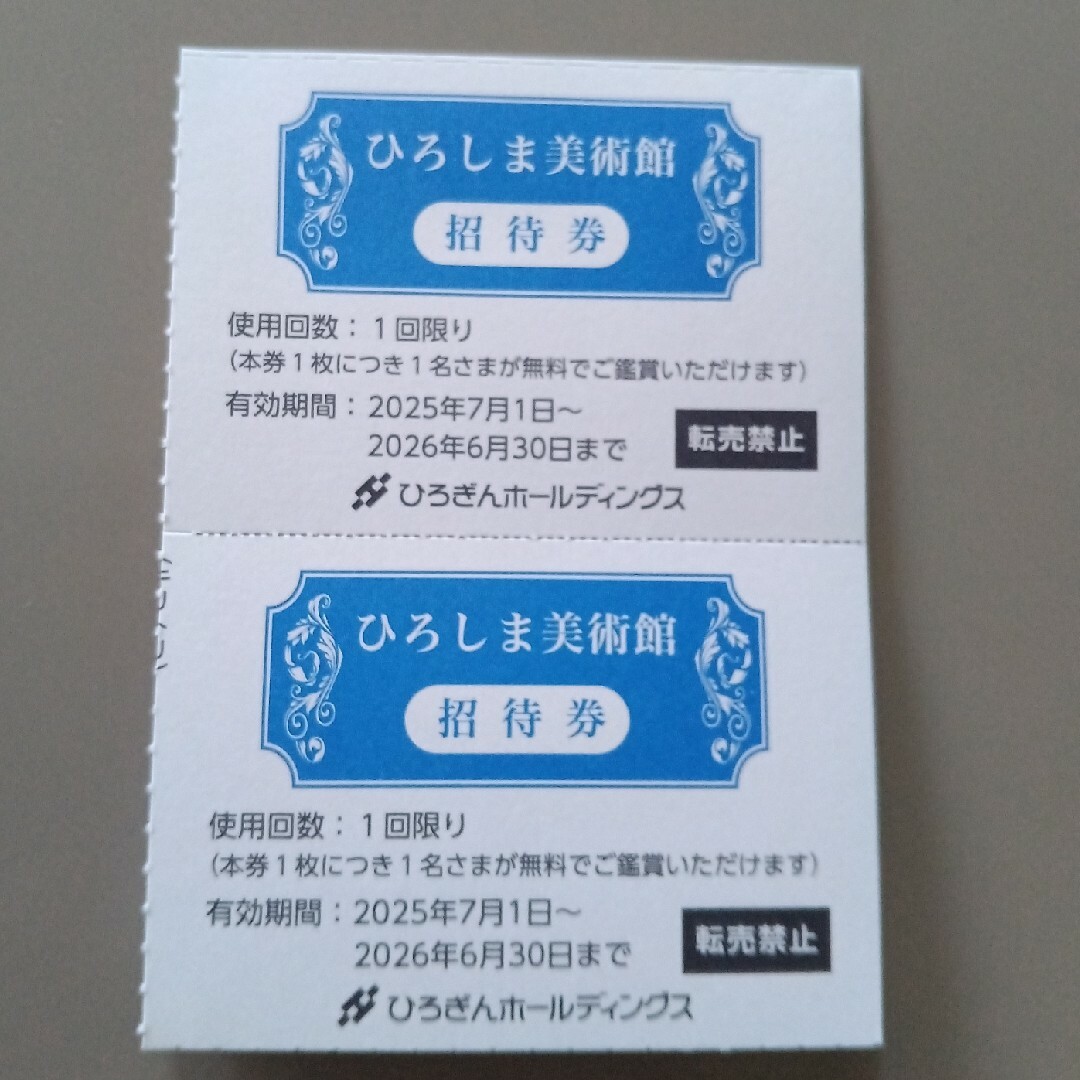 ひろしま美術館
招待券
使用回数：１回限り
（本券１枚につき１名さまが無料でご鑑賞いただけます）
有効期間：2025年7月1日～
2026年6月30日まで
転売禁止
ひろぎんホールディングス
ひろしま美術館
招待券
使用回数：１回限り
（本券１枚につき１名さまが無料でご鑑賞いただけます）
有効期間：2025年7月1日～
2026年6月30日まで
転売禁止
ひろぎんホールディングス